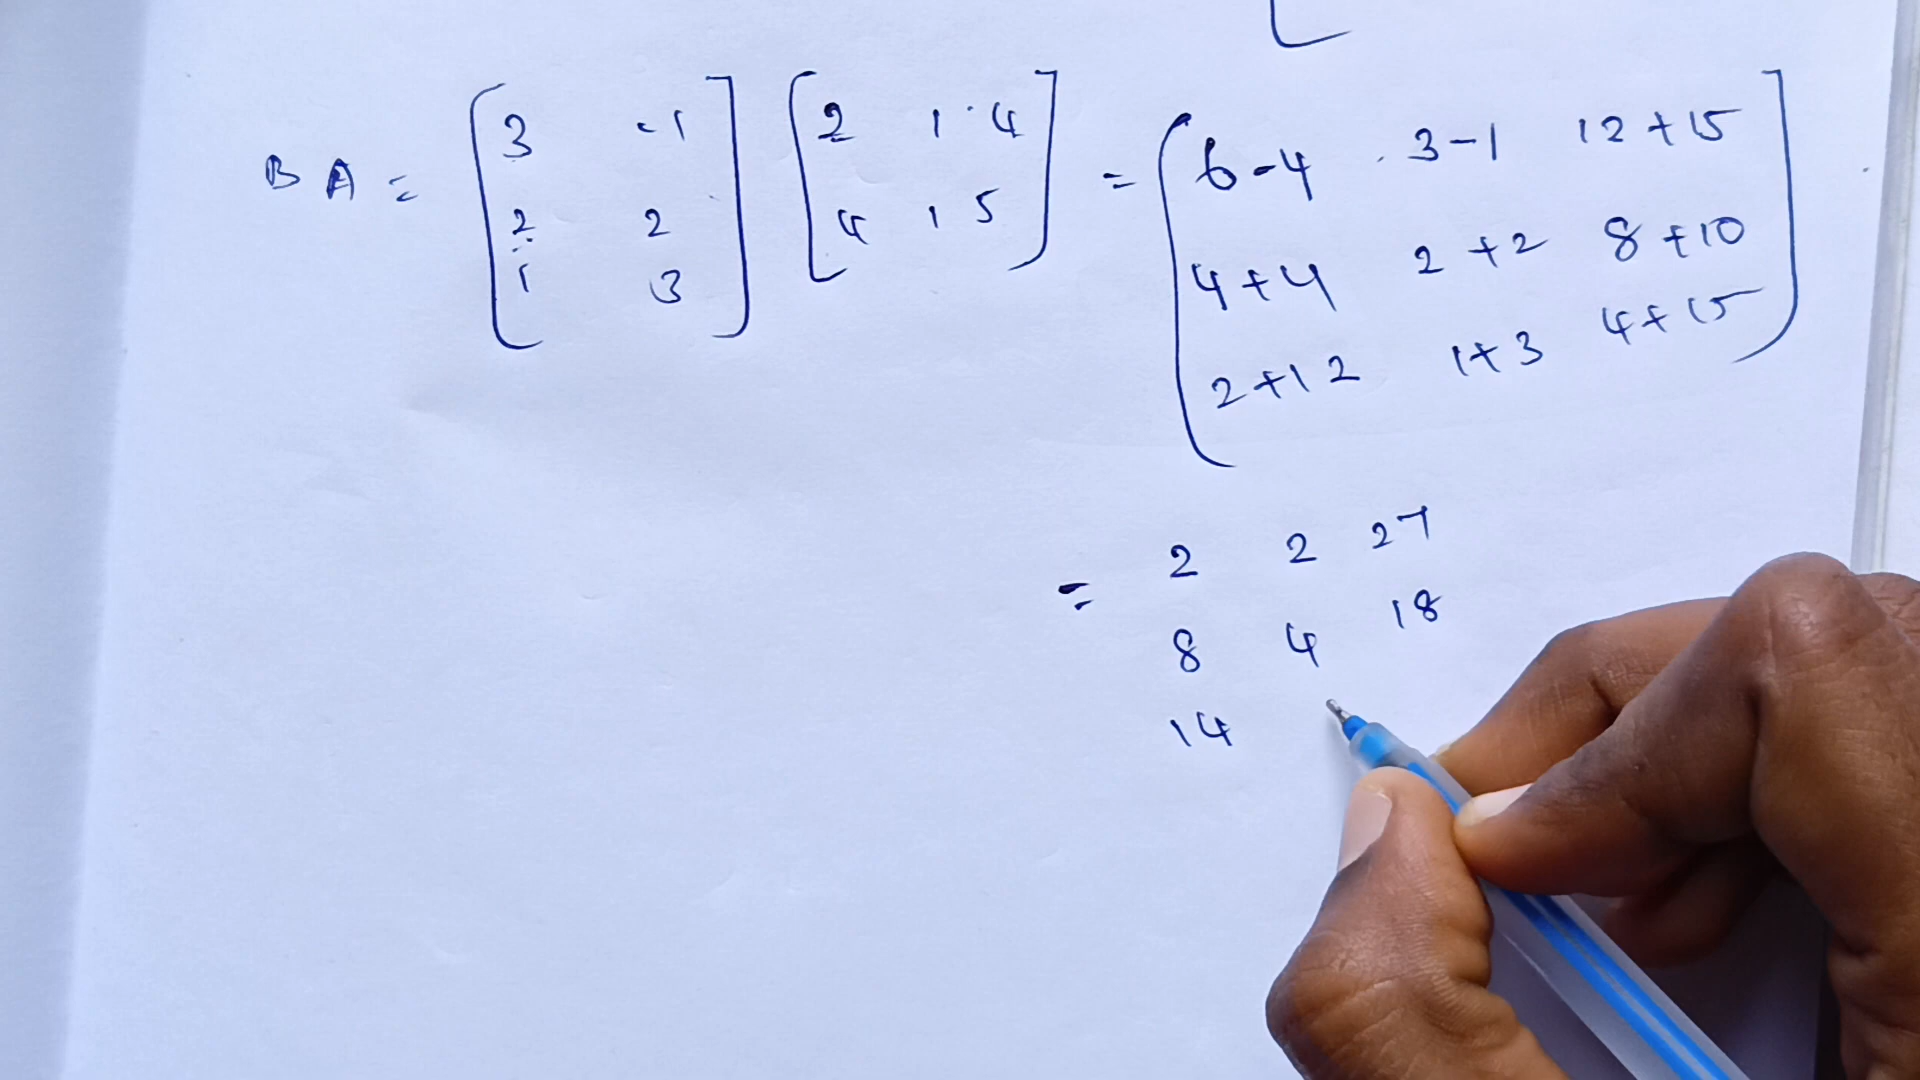 BA = [3 -1 2 2 1 3] [2 1 4 4 1 5] = [6-4 3-1 12+15
4+4 2+2 8+10
2+12 1+3 4+15]
= 2 2 27
8 4 18
14